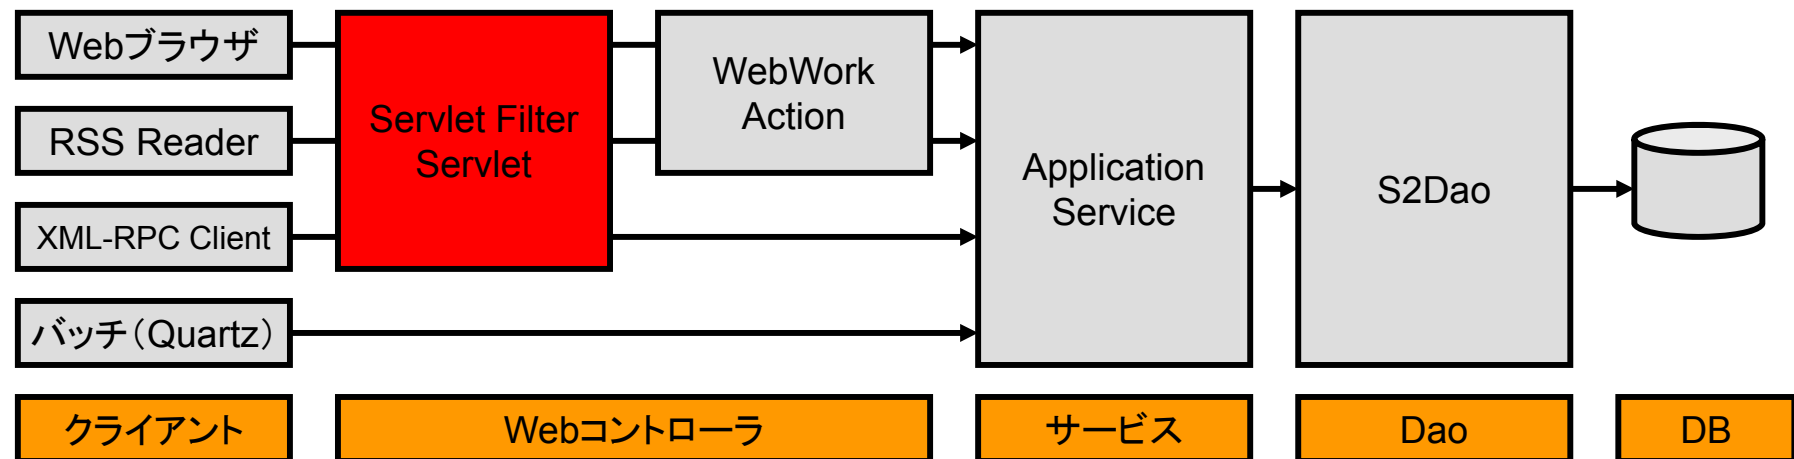 Webブラウザ
RSS Reader
XML-RPC Client
バッチ（Quartz）
Servlet Filter
Servlet
WebWork
Action
Application
Service
S2Dao
クライアント
Webコントローラ
サービス
Dao
DB